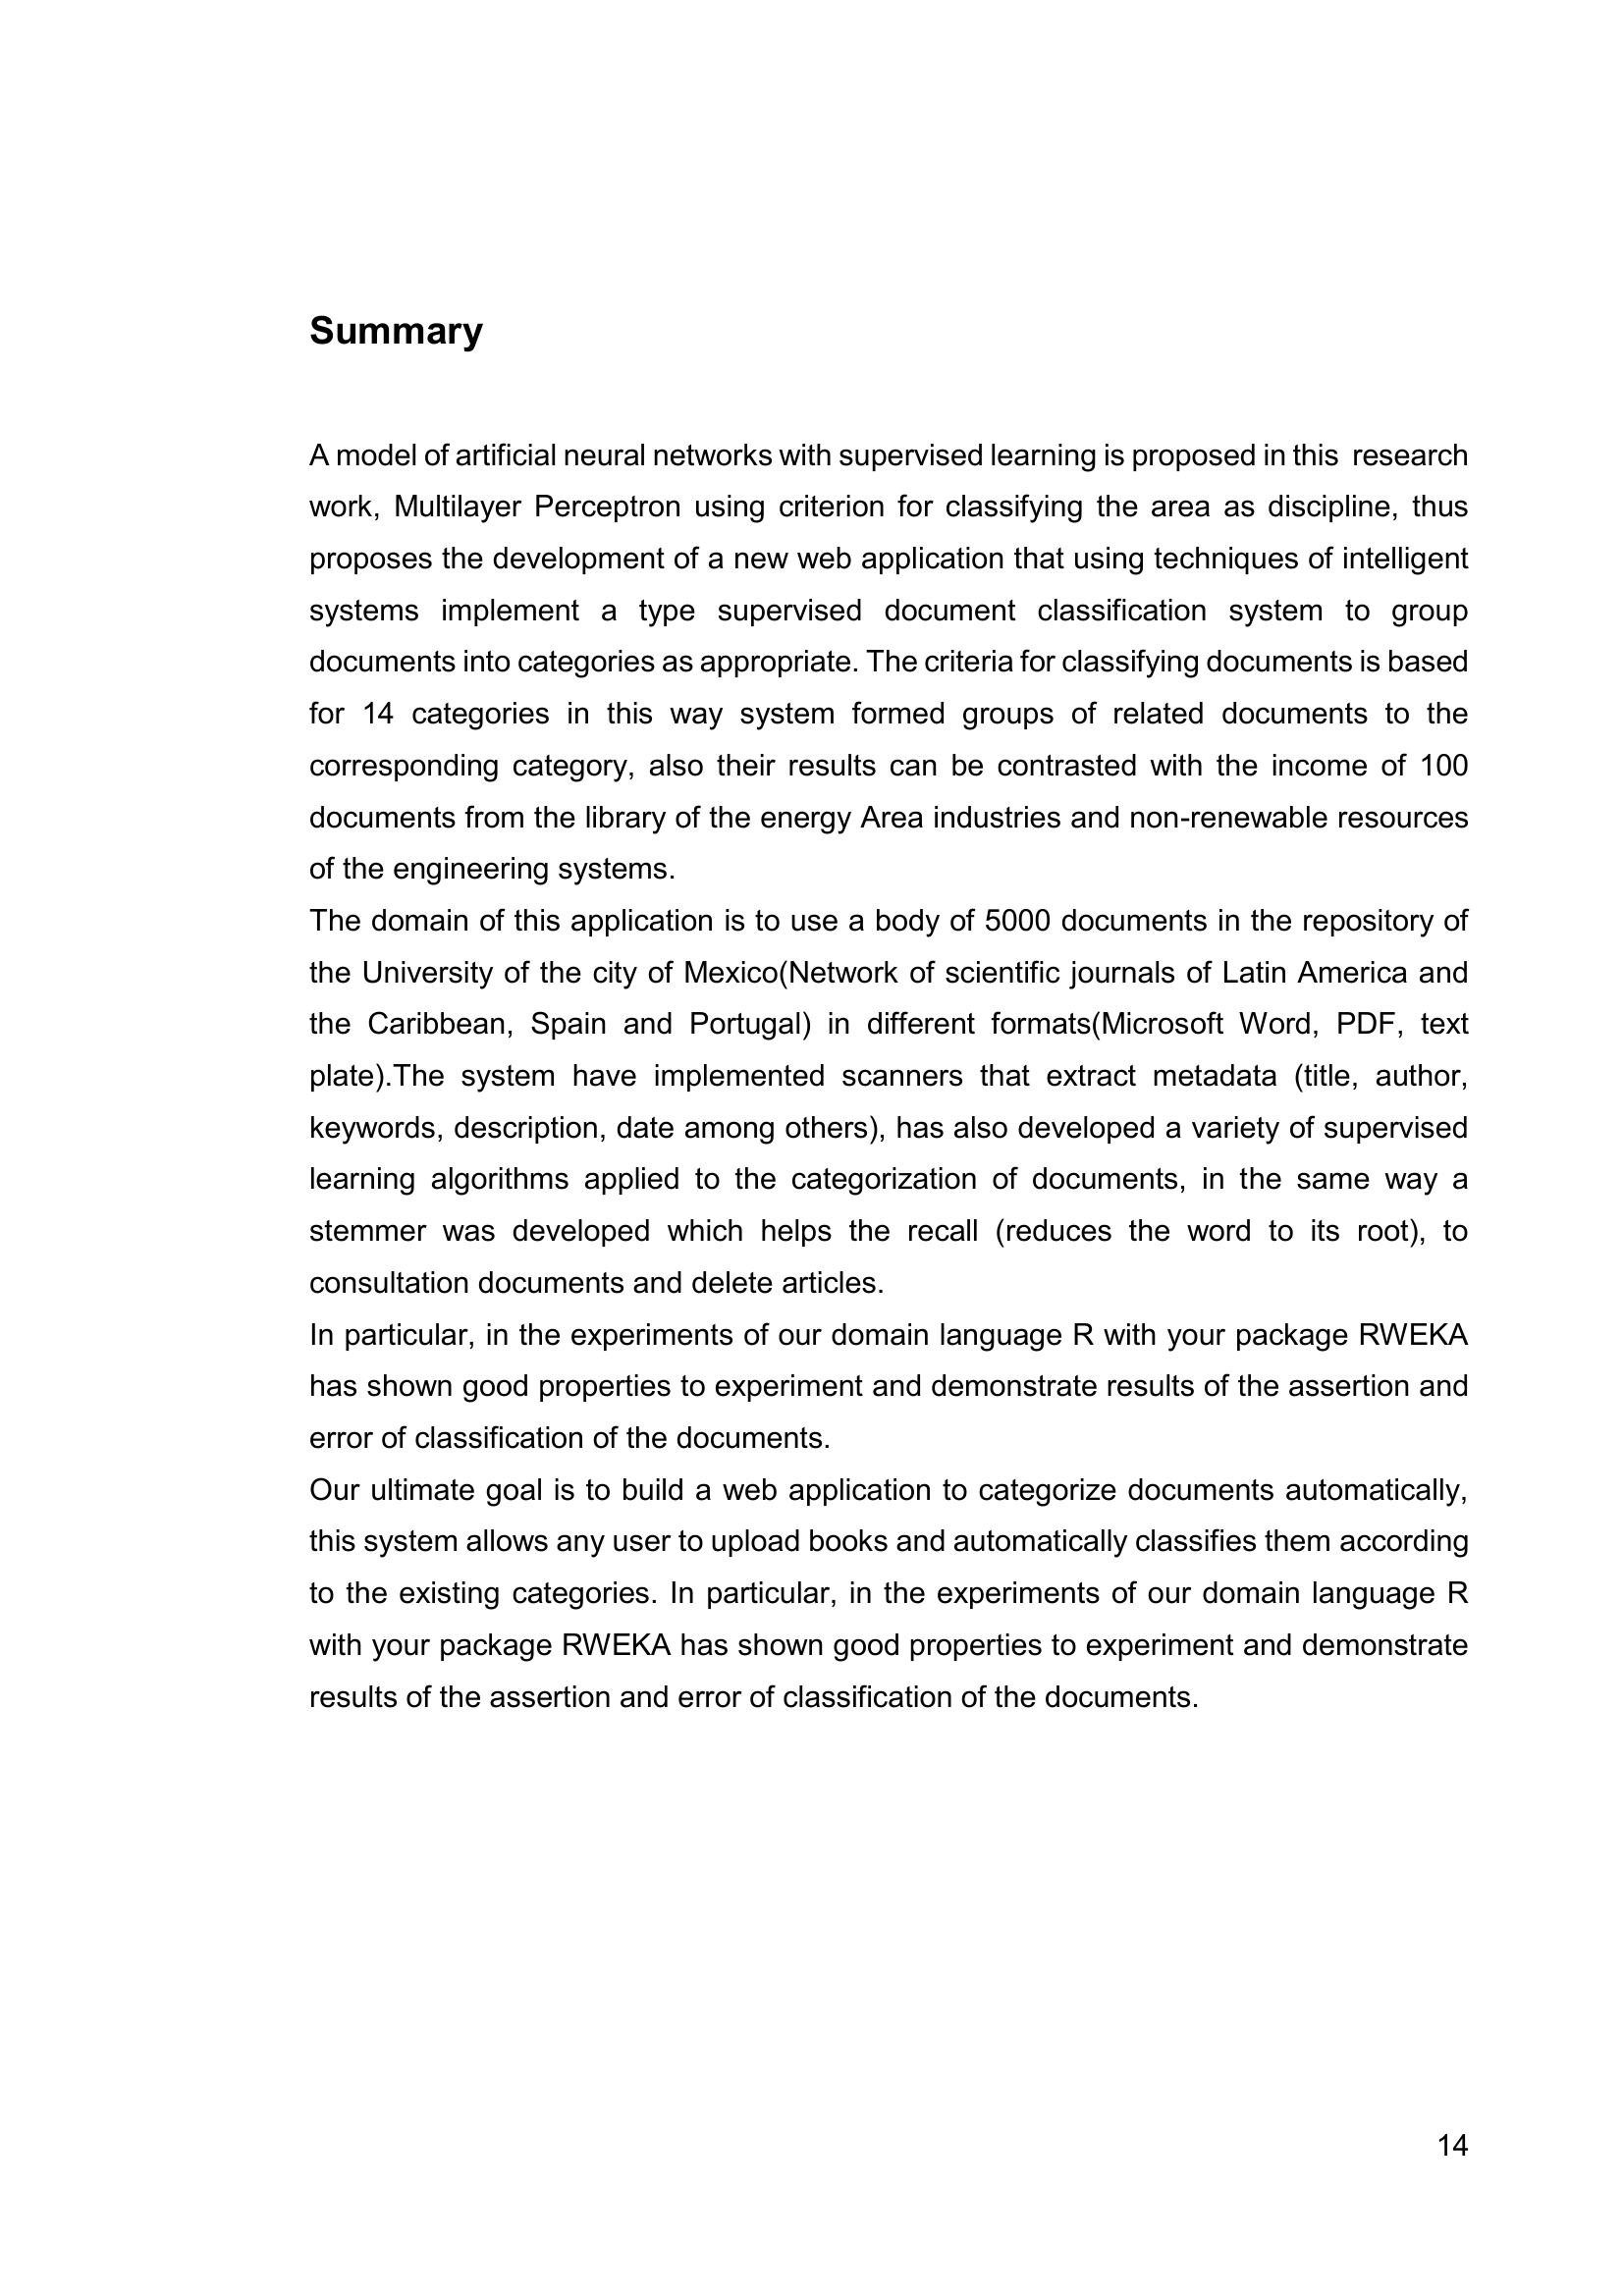 Summary
A model of artificial neural networks with supervised learning is proposed in this research
work, Multilayer Perceptron using criterion for classifying the area as discipline, thus
proposes the development of a new web application that using techniques of intelligent
systems implement a type supervised document classification system to group
documents into categories as appropriate. The criteria for classifying documents is based
for 14 categories in this way system formed groups of related documents to the
corresponding category, also their results can be contrasted with the income of 100
documents from the library of the energy Area industries and non-renewable resources
of the engineering systems.
The domain of this application is to use a body of 5000 documents in the repository of
the University of the city of Mexico(Network of scientific journals of Latin America and
the Caribbean, Spain and Portugal) in different formats(Microsoft Word, PDF, text
plate).The system have implemented scanners that extract metadata (title, author,
keywords, description, date among others), has also developed a variety of supervised
learning algorithms applied to the categorization of documents, in the same way a
stemmer was developed which helps the recall (reduces the word to its root), to
consultation documents and delete articles.
In particular, in the experiments of our domain language R with your package RWEKA
has shown good properties to experiment and demonstrate results of the assertion and
error of classification of the documents.
Our ultimate goal is to build a web application to categorize documents automatically,
this system allows any user to upload books and automatically classifies them according
to the existing categories. In particular, in the experiments of our domain language R
with your package RWEKA has shown good properties to experiment and demonstrate
results of the assertion and error of classification of the documents.
14